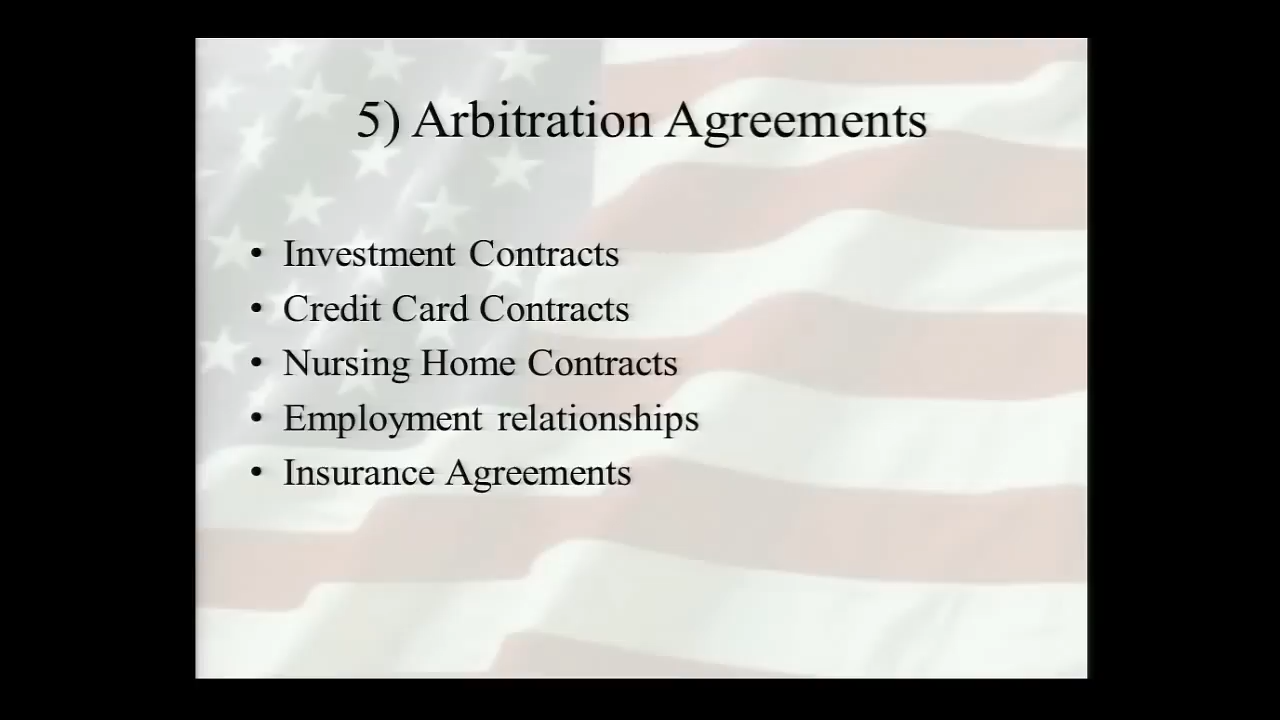 5) Arbitration Agreements
• Investment Contracts
• Credit Card Contracts
• Nursing Home Contracts
• Employment relationships
• Insurance Agreements